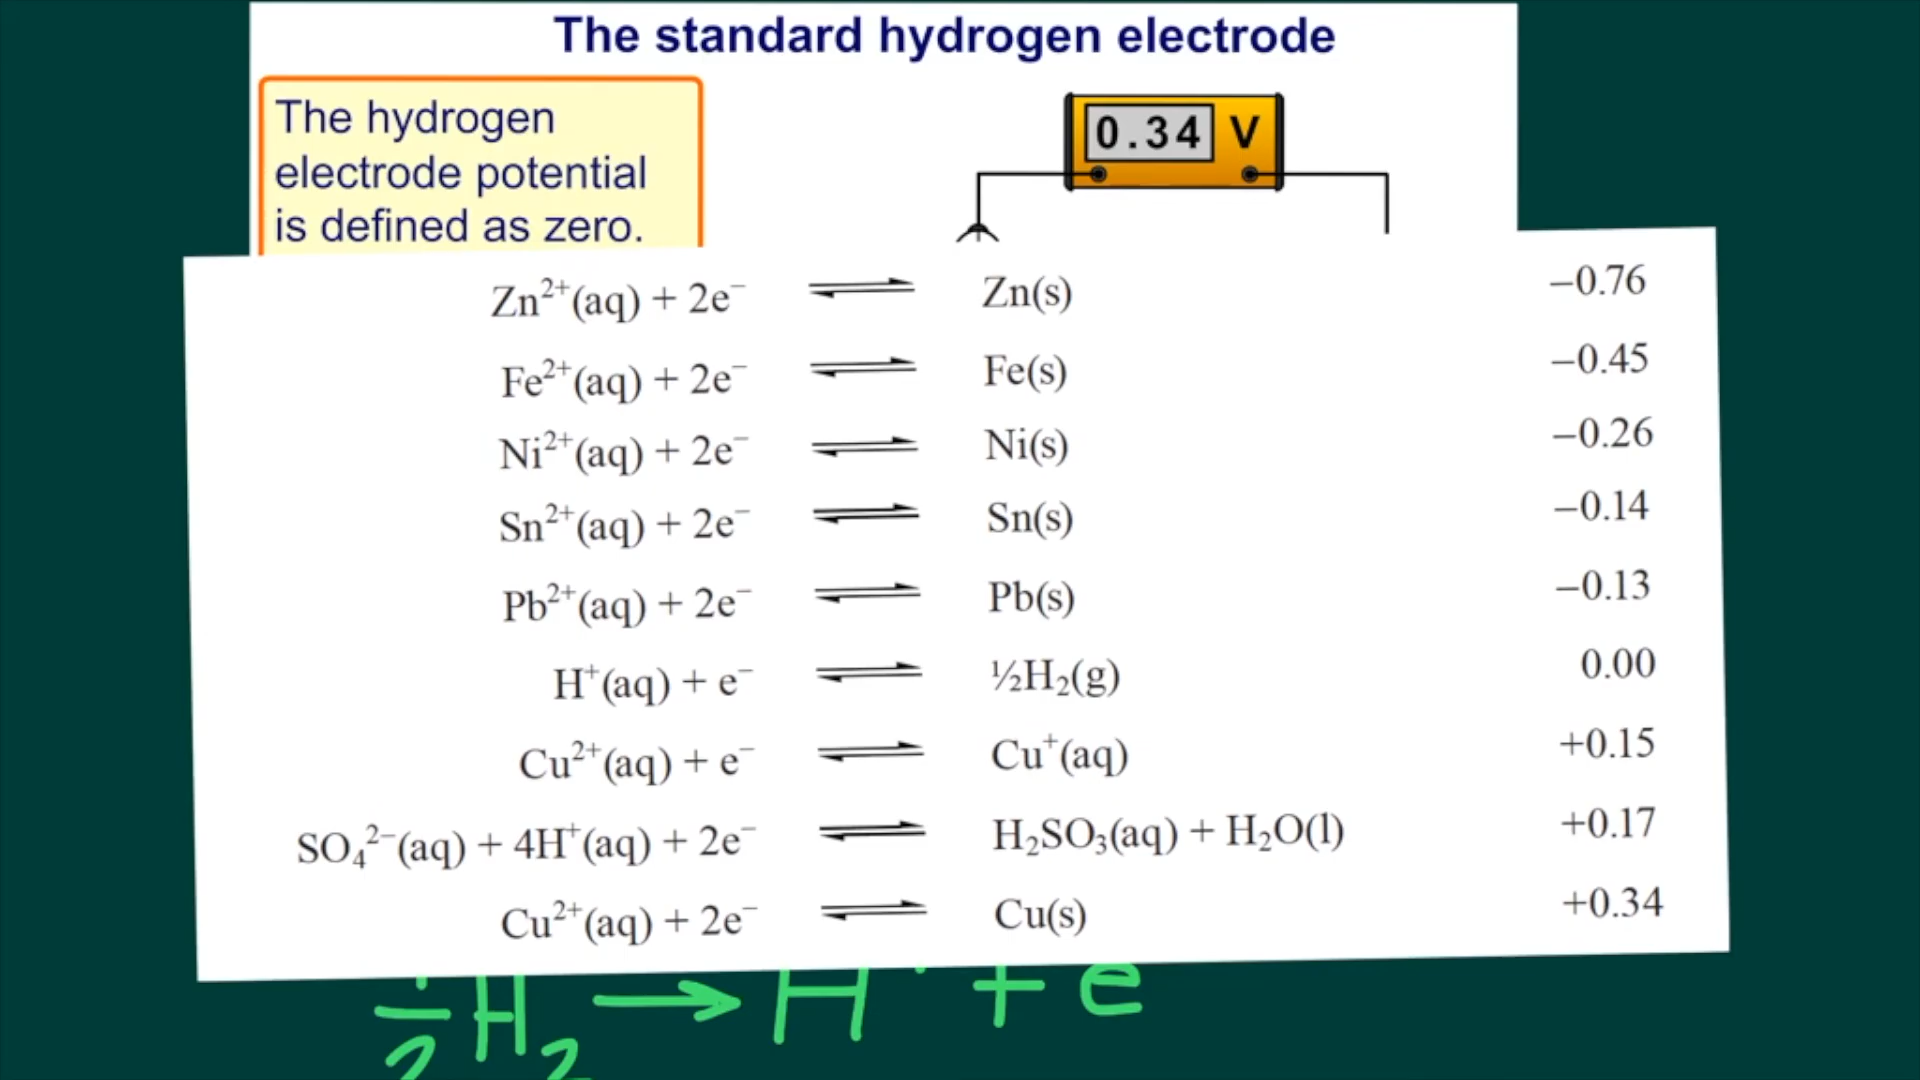 The standard hydrogen electrode
The hydrogen
electrode potential
is defined as zero.
0.34 V
Zn²⁺(aq) + 2e⁻ ⇌ Zn(s) –0.76
Fe²⁺(aq) + 2e⁻ ⇌ Fe(s) –0.45
Ni²⁺(aq) + 2e⁻ ⇌ Ni(s) –0.26
Sn²⁺(aq) + 2e⁻ ⇌ Sn(s) –0.14
Pb²⁺(aq) + 2e⁻ ⇌ Pb(s) –0.13
H⁺(aq) + e⁻ ⇌ ½H₂(g) 0.00
Cu²⁺(aq) + e⁻ ⇌ Cu⁺(aq) +0.15
SO₄²⁻(aq) + 4H⁺(aq) + 2e⁻ ⇌ H₂SO₃(aq) + H₂O(l) +0.17
Cu²⁺(aq) + 2e⁻ ⇌ Cu(s) +0.34
½H₂ → H⁺ + e